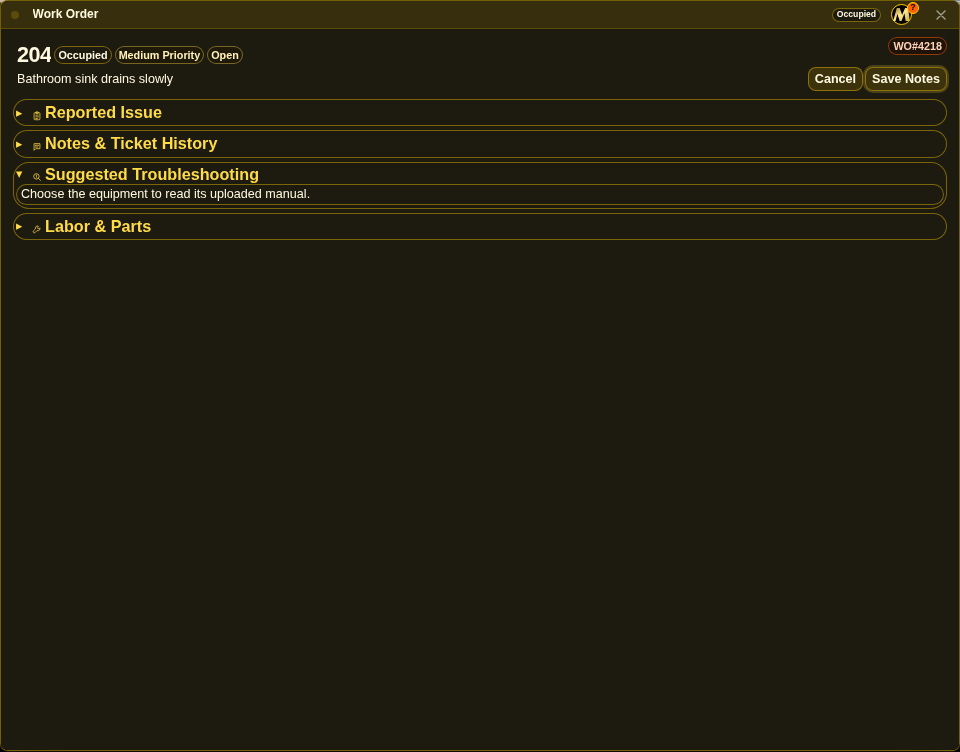 Work Order
Occupied
M?
WO#4218
204 Occupied Medium Priority Open
Bathroom sink drains slowly
Cancel Save Notes
Reported Issue
Notes & Ticket History
Suggested Troubleshooting
Choose the equipment to read its uploaded manual.
Labor & Parts